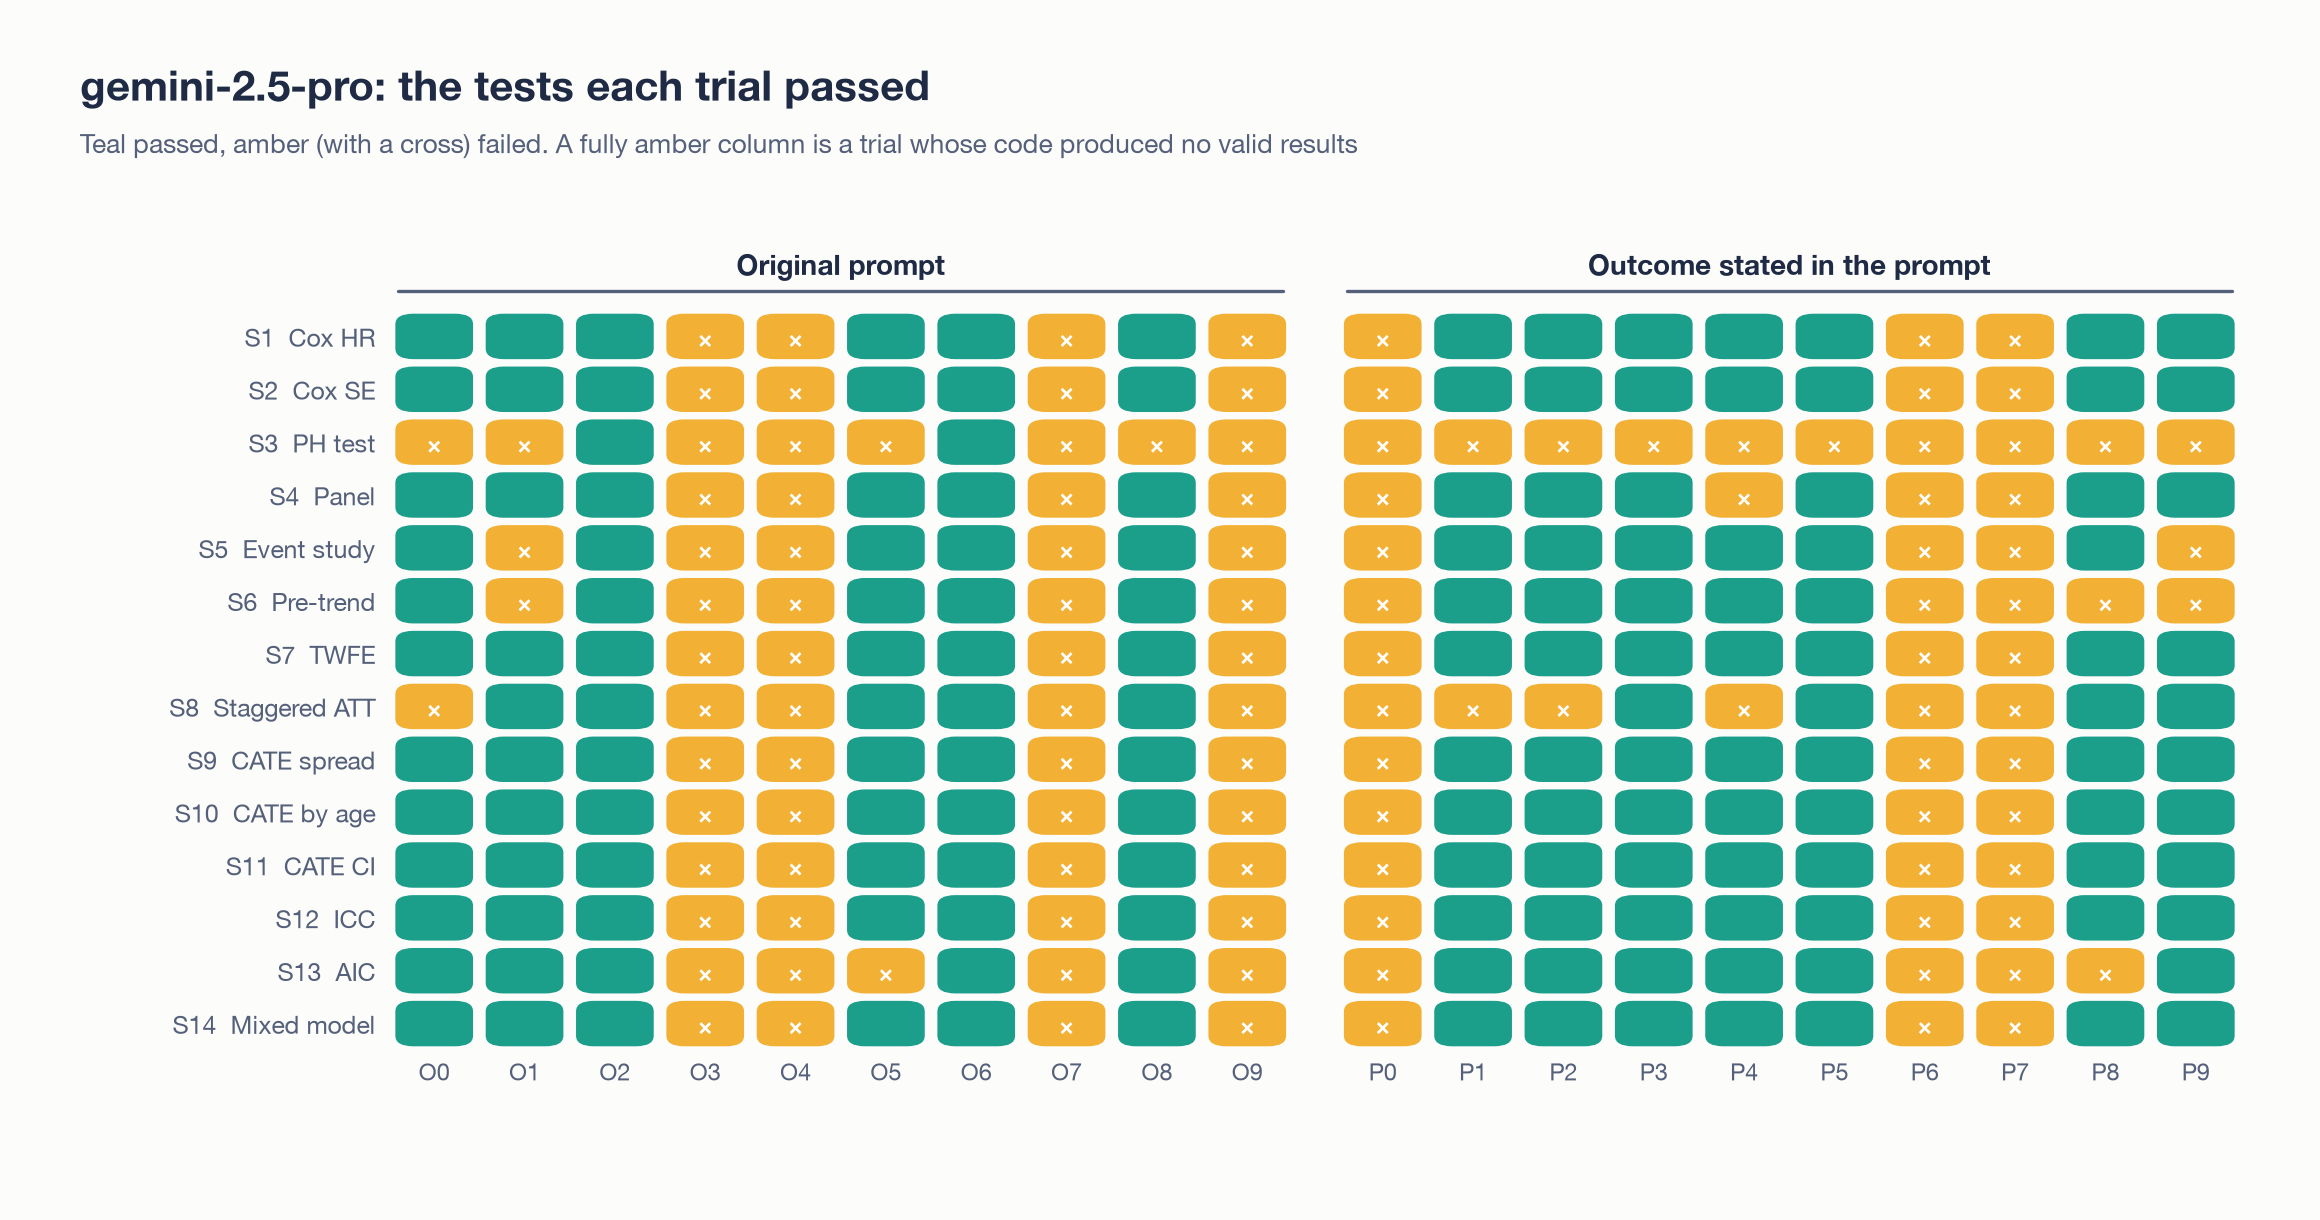 gemini-2.5-pro: the tests each trial passed
Teal passed, amber (with a cross) failed. A fully amber column is a trial whose code produced no valid results
Original prompt
Outcome stated in the prompt
S1 Cox HR
× × × × × × ×
S2 Cox SE
× × × × × × ×
S3 PH test
× × × × × × × × × × × × × × × × × ×
S4 Panel
× × × × × × × ×
S5 Event study
× × × × × × × × ×
S6 Pre-trend
× × × × × × × × × ×
S7 TWFE
× × × × × × ×
S8 Staggered ATT
× × × × × × × × × × ×
S9 CATE spread
× × × × × × ×
S10 CATE by age
× × × × × × ×
S11 CATE CI
× × × × × × ×
S12 ICC
× × × × × × ×
S13 AIC
× × × × × × × × ×
S14 Mixed model
× × × × × × ×
O0 O1 O2 O3 O4 O5 O6 O7 O8 O9
P0 P1 P2 P3 P4 P5 P6 P7 P8 P9